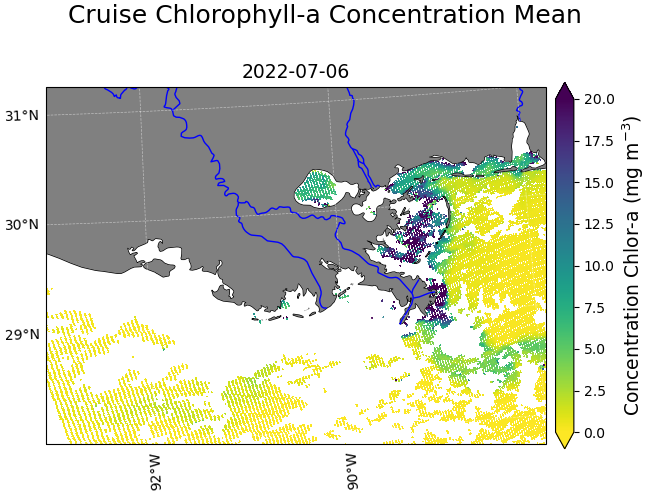 Cruise Chlorophyll-a Concentration Mean
2022-07-06
31°N
30°N
29°N
92°W
90°W
20.0
17.5
15.0
12.5
10.0
7.5
5.0
2.5
0.0
Concentration Chlor-a (mg m⁻³)